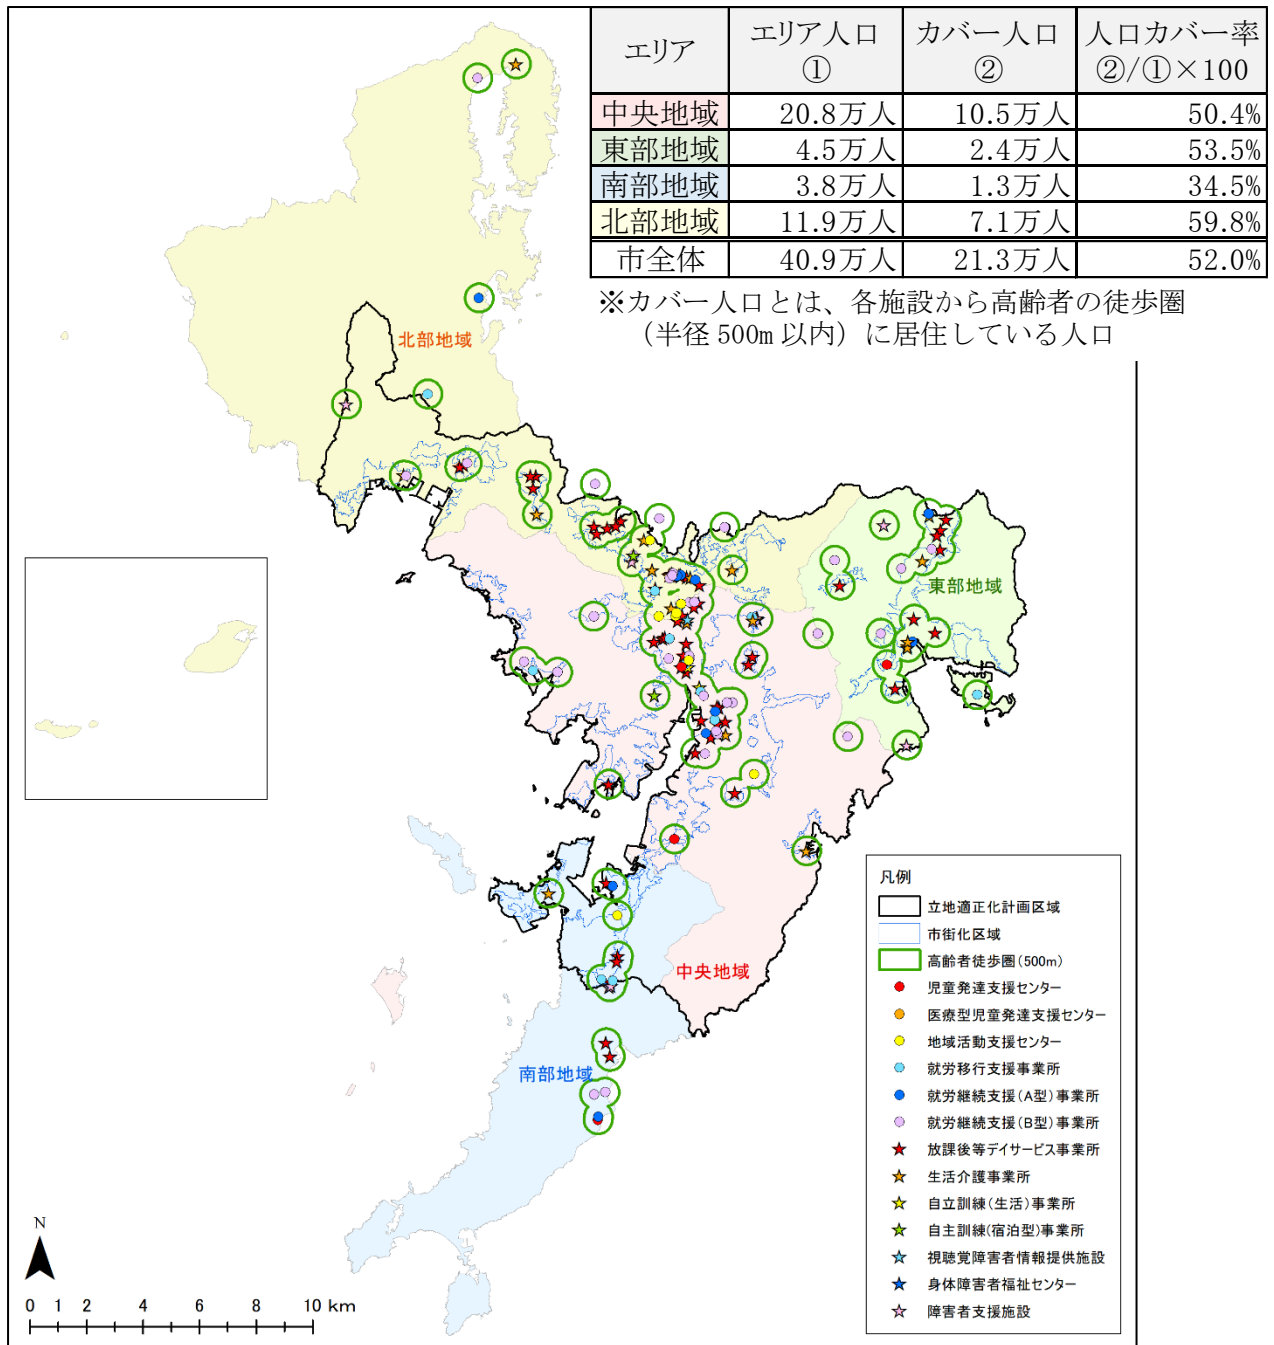 エリア エリア人口 カバー人口 人口カバー率
① ② ②/①×100
中央地域 20.8万人 10.5万人 50.4%
東部地域 4.5万人 2.4万人 53.5%
南部地域 3.8万人 1.3万人 34.5%
北部地域 11.9万人 7.1万人 59.8%
市全体 40.9万人 21.3万人 52.0%
※カバー人口とは、各施設から高齢者の徒歩圏
（半径 500m 以内）に居住している人口
北部地域
東部地域
中央地域
南部地域
凡例
立地適正化計画区域
市街化区域
高齢者徒歩圏(500m)
児童発達支援センター
医療型児童発達支援センター
地域活動支援センター
就労移行支援事業所
就労継続支援(A型)事業所
就労継続支援(B型)事業所
放課後等デイサービス事業所
生活介護事業所
自立訓練(生活)事業所
自主訓練(宿泊型)事業所
視聴覚障害者情報提供施設
身体障害者福祉センター
障害者支援施設
N
0 1 2 4 6 8 10 km